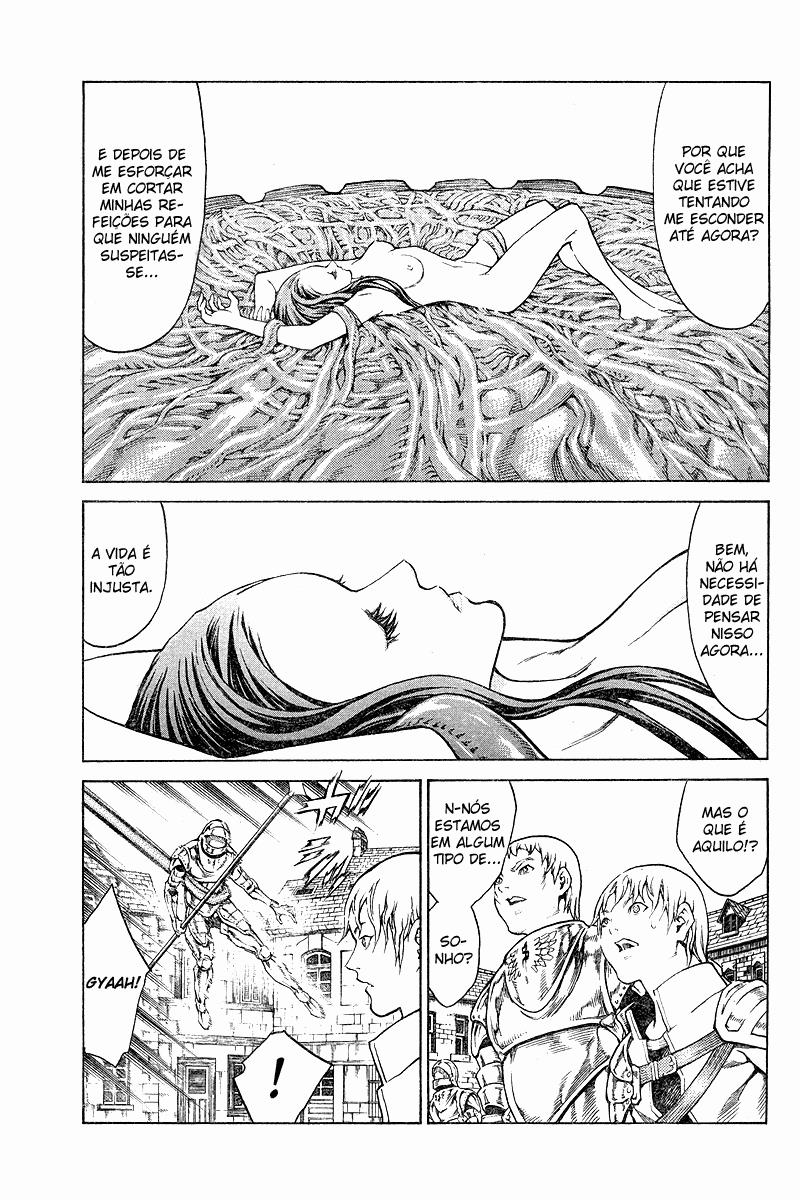 POR QUE
VOCÊ ACHA
QUE ESTIVE
TENTANDO
ME ESCONDER
ATÉ AGORA?
E DEPOIS DE
ME ESFORÇAR
EM CORTAR
MINHAS RE-
FEIÇÕES PARA
QUE NINGUÉM
SUSPEITAS-
SE...
BEM,
NÃO HÁ
NECESSI-
DADE DE
PENSAR
NISSO
AGORA...
A VIDA É
TÃO
INJUSTA.
MAS O
QUE É
AQUILO!?
N-NÓS
ESTAMOS
EM ALGUM
TIPO DE...
SO-
NHO?
GYAAH!
!